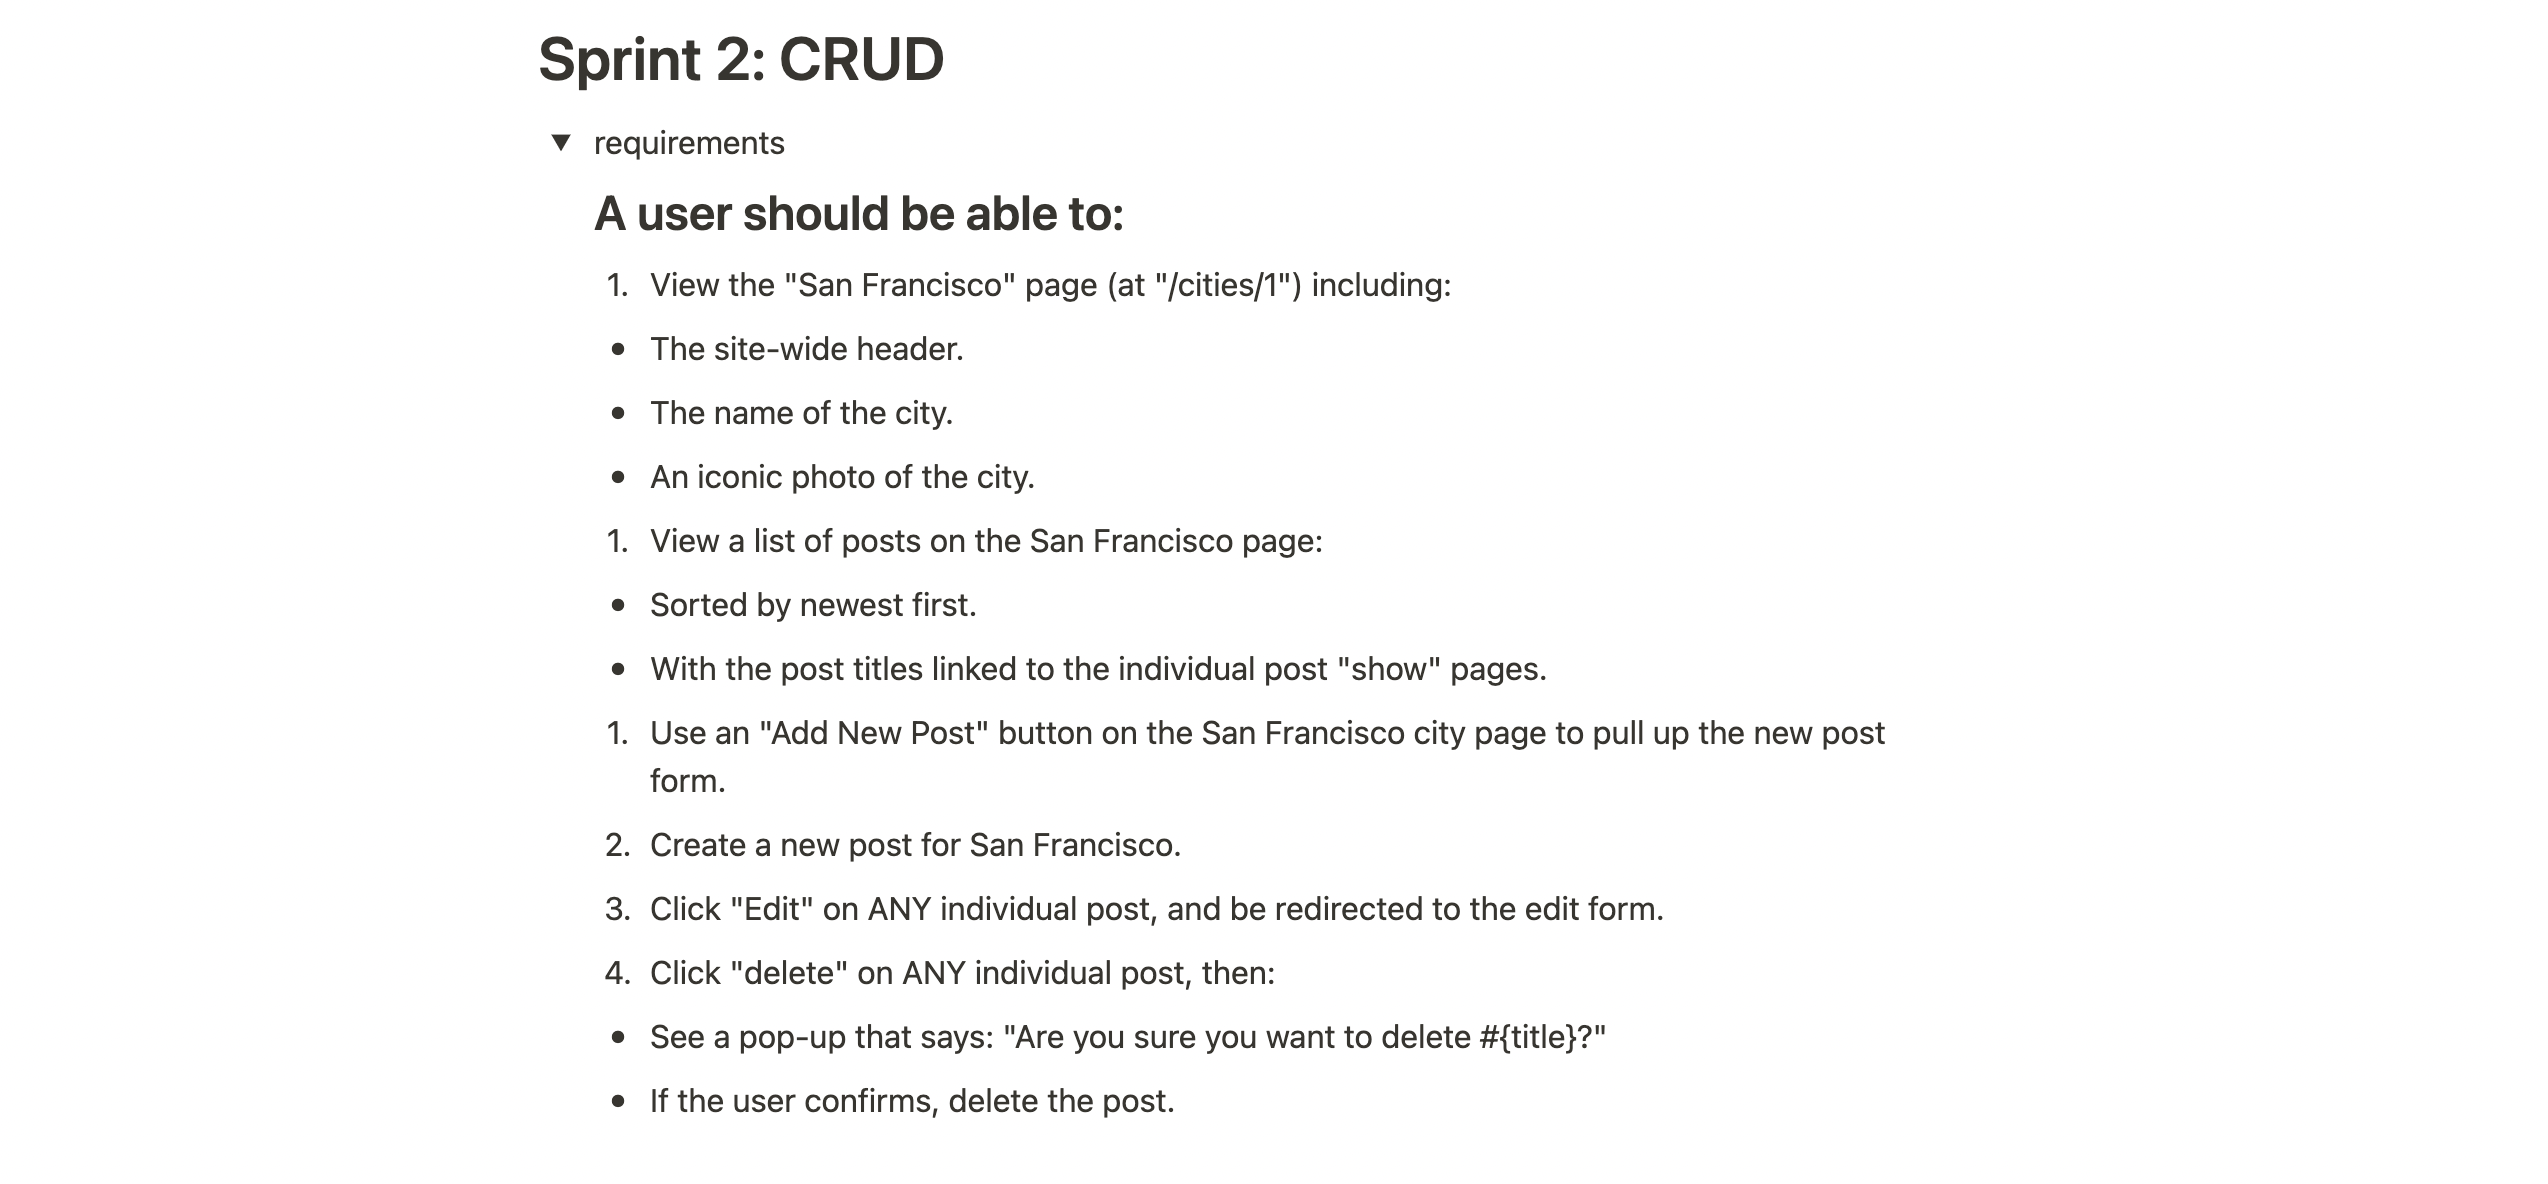 Sprint 2: CRUD
requirements
A user should be able to:
1. View the "San Francisco" page (at "/cities/1") including:
• The site-wide header.
• The name of the city.
• An iconic photo of the city.
1. View a list of posts on the San Francisco page:
• Sorted by newest first.
• With the post titles linked to the individual post "show" pages.
1. Use an "Add New Post" button on the San Francisco city page to pull up the new post
form.
2. Create a new post for San Francisco.
3. Click "Edit" on ANY individual post, and be redirected to the edit form.
4. Click "delete" on ANY individual post, then:
• See a pop-up that says: "Are you sure you want to delete #{title}?"
• If the user confirms, delete the post.